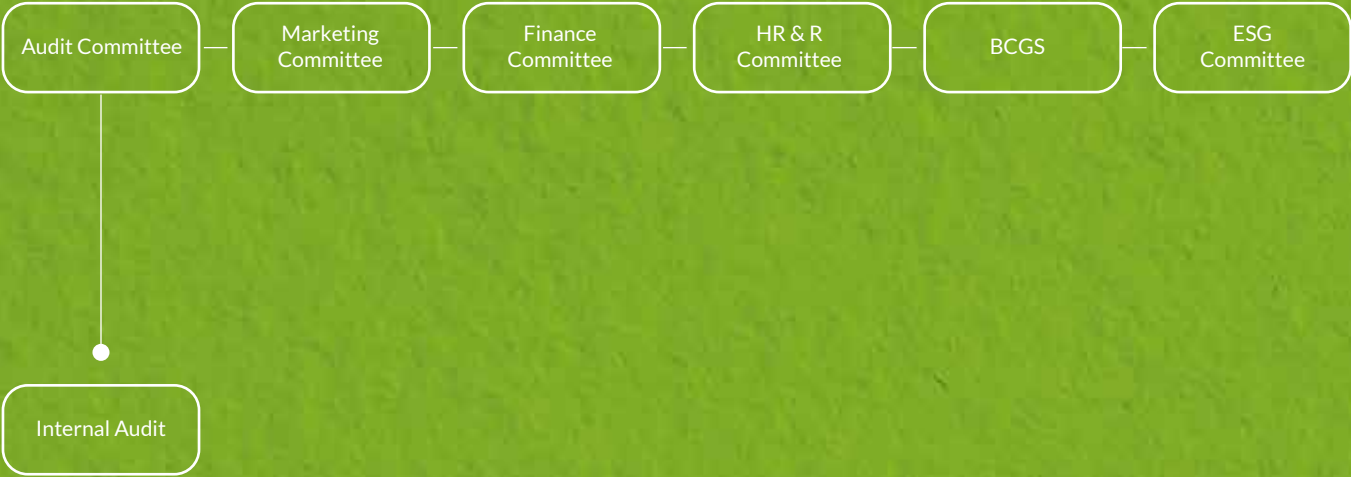 Audit Committee
Marketing
Committee
Finance
Committee
HR & R
Committee
BCGS
ESG
Committee
Internal Audit